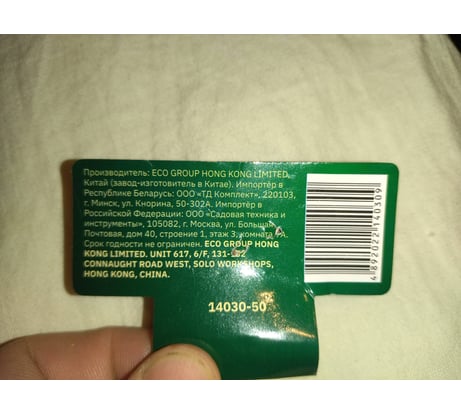 Производитель: ECO GROUP HONG KONG LIMITED,
Китай (завод-изготовитель в Китае). Импортёр в
Республике Беларусь: ООО «ТД Комплект», 220103,
г. Минск, ул. Кнорина, 50-302А. Импортёр в
Российской Федерации: ООО «Садовая техника и
инструменты», 105082, г. Москва, ул. Большая
Почтовая, дом 40, строение 1, этаж 3, комната
Срок годности не ограничен. ECO GROUP HONG
KONG LIMITED. UNIT 617, 6/F, 131-132
CONNAUGHT ROAD WEST, SOLO WORKSHOPS,
HONG KONG, CHINA.
14030-50
4 892027 140309